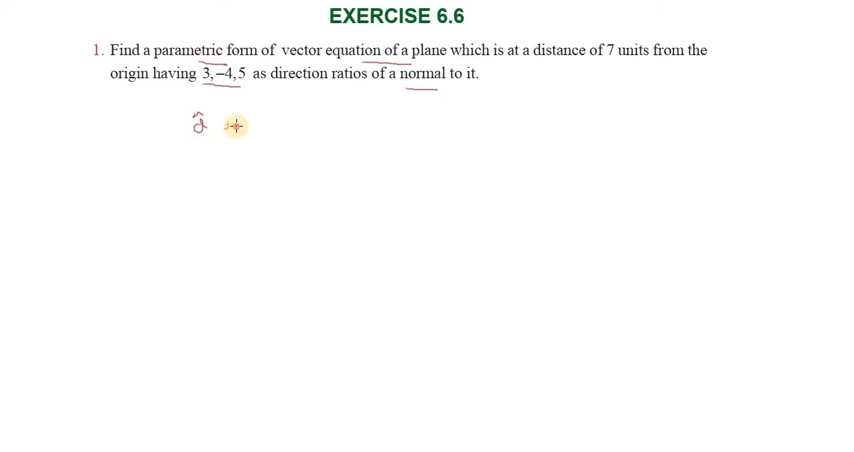 EXERCISE 6.6
1. Find a parametric form of vector equation of a plane which is at a distance of 7 units from the
origin having 3, −4, 5 as direction ratios of a normal to it.